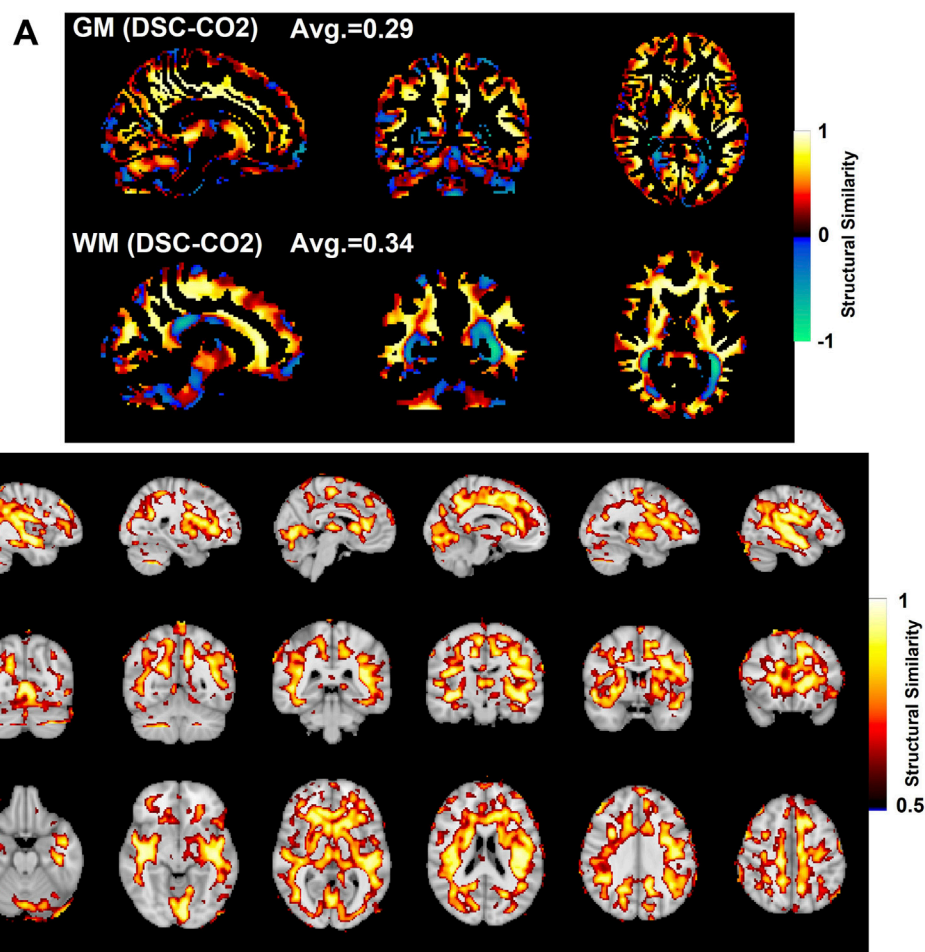 A
GM (DSC-CO2) Avg.=0.29
WM (DSC-CO2) Avg.=0.34
1
0
-1
Structural Similarity
1
0.5
Structural Similarity